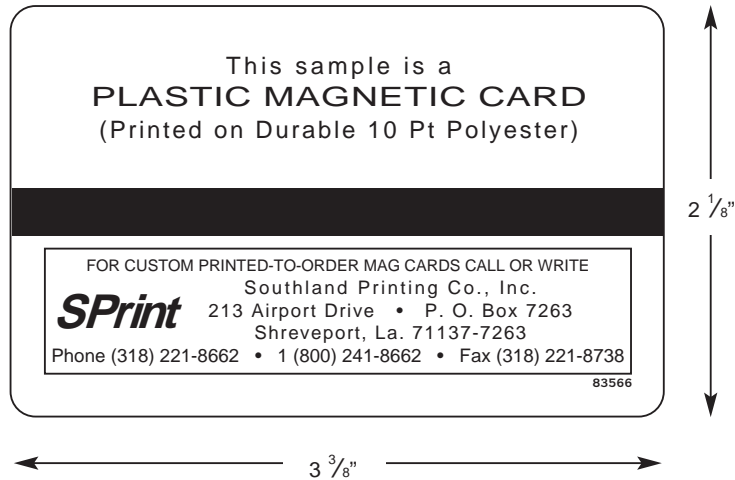 This sample is a
PLASTIC MAGNETIC CARD
(Printed on Durable 10 Pt Polyester)
2 1/8”
FOR CUSTOM PRINTED-TO-ORDER MAG CARDS CALL OR WRITE
Southland Printing Co., Inc.
SPrint
213 Airport Drive • P. O. Box 7263
Shreveport, La. 71137-7263
Phone (318) 221-8662 • 1 (800) 241-8662 • Fax (318) 221-8738
83566
3 3/8”